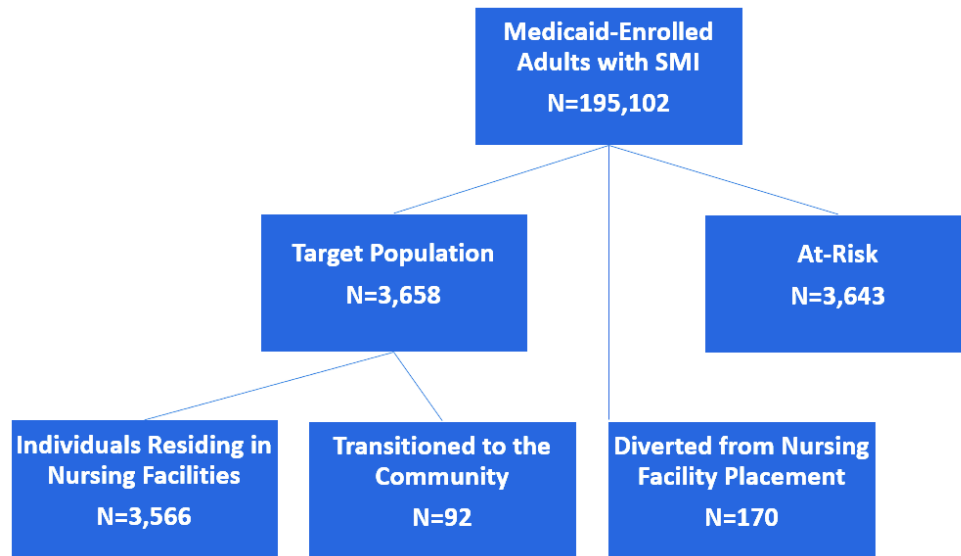 Medicaid-Enrolled
Adults with SMI
N=195,102
Target Population
N=3,658
At-Risk
N=3,643
Individuals Residing in
Nursing Facilities
N=3,566
Transitioned to the
Community
N=92
Diverted from Nursing
Facility Placement
N=170